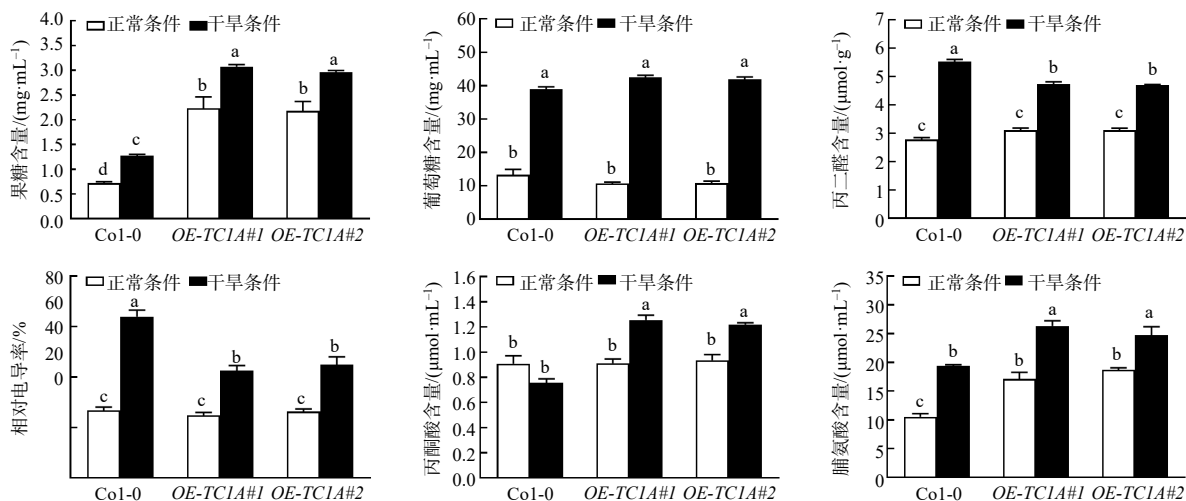 正常条件 干旱条件
果糖含量/(mg·mL⁻¹)
3.5
3.0
2.5
2.0
1.5
1.0
0.5
0.0
d c b a b a
Co1-0 OE-TC1A#1 OE-TC1A#2
正常条件 干旱条件
葡萄糖含量/(mg·mL⁻¹)
60
50
40
30
20
10
0
b a b a b a
Co1-0 OE-TC1A#1 OE-TC1A#2
正常条件 干旱条件
丙二醛含量/(μmol·g⁻¹)
7
6
5
4
3
2
1
0
c a c b c b
Co1-0 OE-TC1A#1 OE-TC1A#2
正常条件 干旱条件
相对电导率/%
80
60
40
20
0
c a c b c b
Co1-0 OE-TC1A#1 OE-TC1A#2
正常条件 干旱条件
丙酮酸含量/(μmol·mL⁻¹)
1.6
1.4
1.2
1.0
0.8
0.6
0.4
0.2
0.0
b b b a b a
Co1-0 OE-TC1A#1 OE-TC1A#2
正常条件 干旱条件
脯氨酸含量/(μmol·mL⁻¹)
35
30
25
20
15
10
5
0
c b b a b a
Co1-0 OE-TC1A#1 OE-TC1A#2